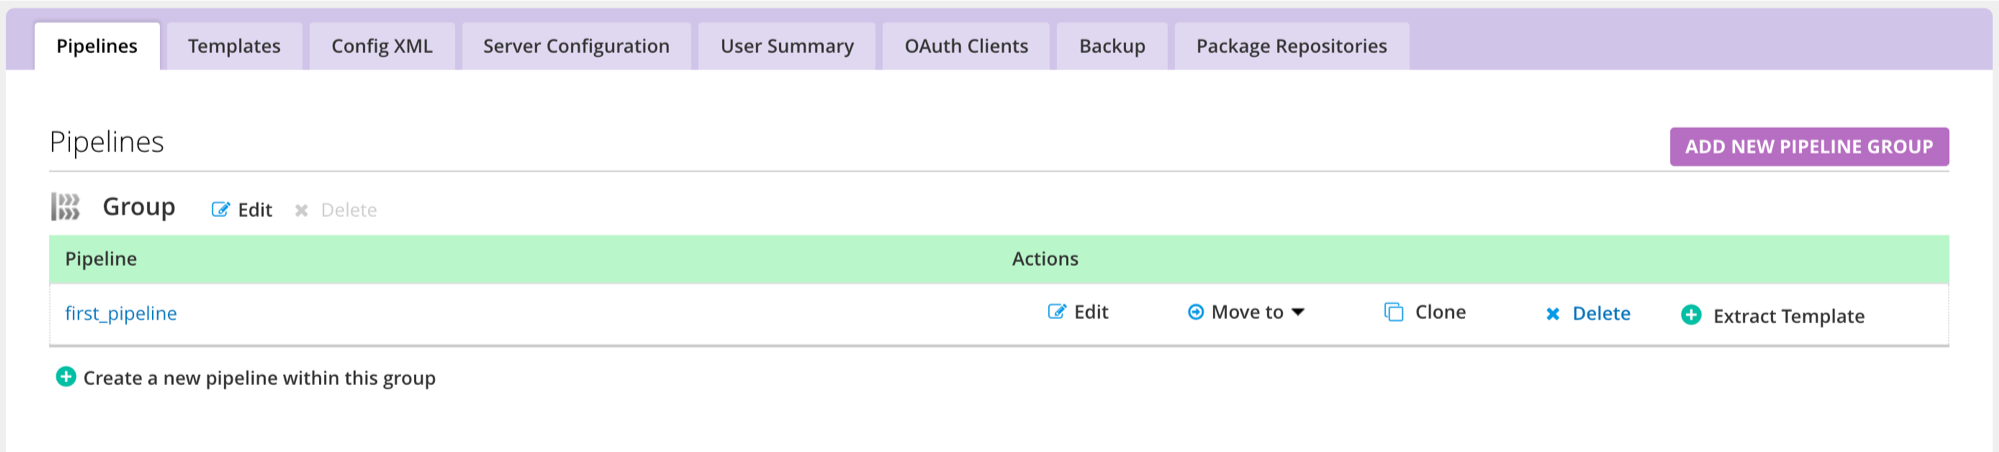 Pipelines Templates Config XML Server Configuration User Summary OAuth Clients Backup Package Repositories
Pipelines ADD NEW PIPELINE GROUP
Group Edit Delete
Pipeline Actions
first_pipeline Edit Move to Clone Delete Extract Template
Create a new pipeline within this group